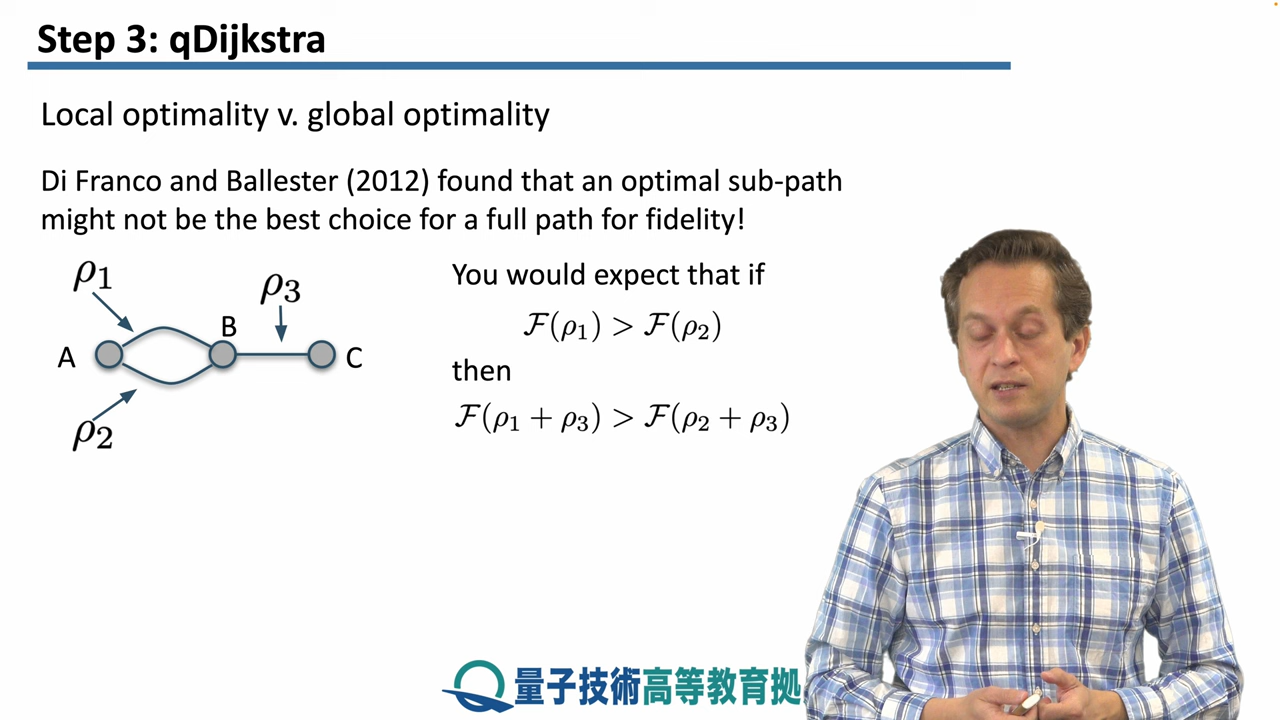 Step 3: qDijkstra
Local optimality v. global optimality
Di Franco and Ballester (2012) found that an optimal sub-path
might not be the best choice for a full path for fidelity!
ρ₁
ρ₃
A
B
C
ρ₂
You would expect that if
ℱ(ρ₁) > ℱ(ρ₂)
then
ℱ(ρ₁ + ρ₃) > ℱ(ρ₂ + ρ₃)
量子技術高等教育拠